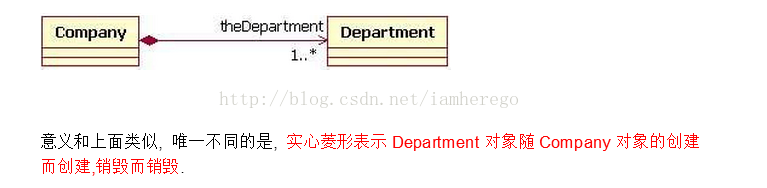 Company
theDepartment
Department
1..*
http://blog.csdn.net/iamherego
意义和上面类似, 唯一不同的是, 实心菱形表示 Department 对象随 Company 对象的创建
而创建,销毁而销毁.